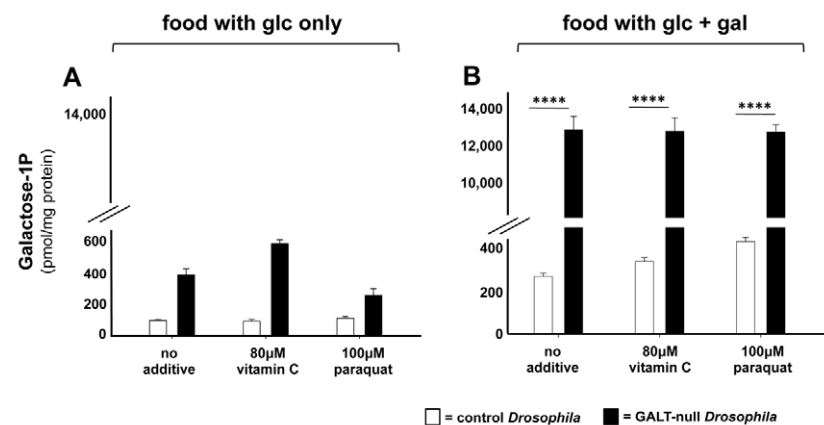 food with glc only
food with glc + gal
A
B
Galactose-1P
(pmol/mg protein)
14,000
600
400
200
0
no
additive
80µM
vitamin C
100µM
paraquat
14,000
12,000
10,000
400
200
0
****
****
****
no
additive
80µM
vitamin C
100µM
paraquat
= control Drosophila
= GALT-null Drosophila